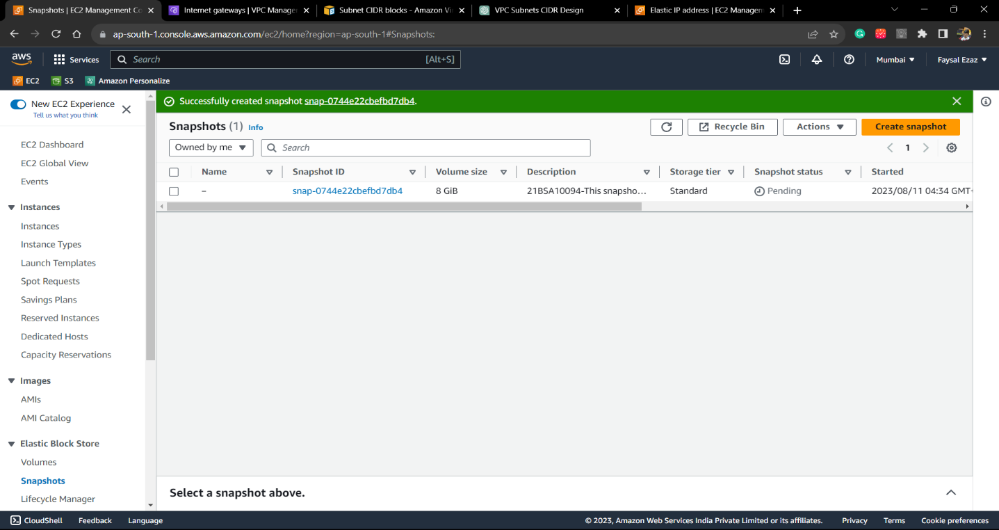 Snapshots | EC2 Management Co
Internet gateways | VPC Manage
Subnet CIDR blocks - Amazon Vi
VPC Subnets CIDR Design
Elastic IP address | EC2 Managem
ap-south-1.console.aws.amazon.com/ec2/home?region=ap-south-1#Snapshots:
aws
Services
Search
[Alt+S]
Mumbai
Faysal Ezaz
EC2
S3
Amazon Personalize
New EC2 Experience
Tell us what you think
EC2 Dashboard
EC2 Global View
Events
Instances
Instances
Instance Types
Launch Templates
Spot Requests
Savings Plans
Reserved Instances
Dedicated Hosts
Capacity Reservations
Images
AMIs
AMI Catalog
Elastic Block Store
Volumes
Snapshots
Lifecycle Manager
Successfully created snapshot snap-0744e22cbefbd7db4.
Snapshots (1) Info
Recycle Bin
Actions
Create snapshot
Owned by me
Search
1
Name Snapshot ID Volume size Description Storage tier Snapshot status Started
– snap-0744e22cbefbd7db4 8 GiB 21BSA10094-This snapsho... Standard Pending 2023/08/11 04:34 GMT+
Select a snapshot above.
CloudShell Feedback Language © 2023, Amazon Web Services India Private Limited or its affiliates. Privacy Terms Cookie preferences